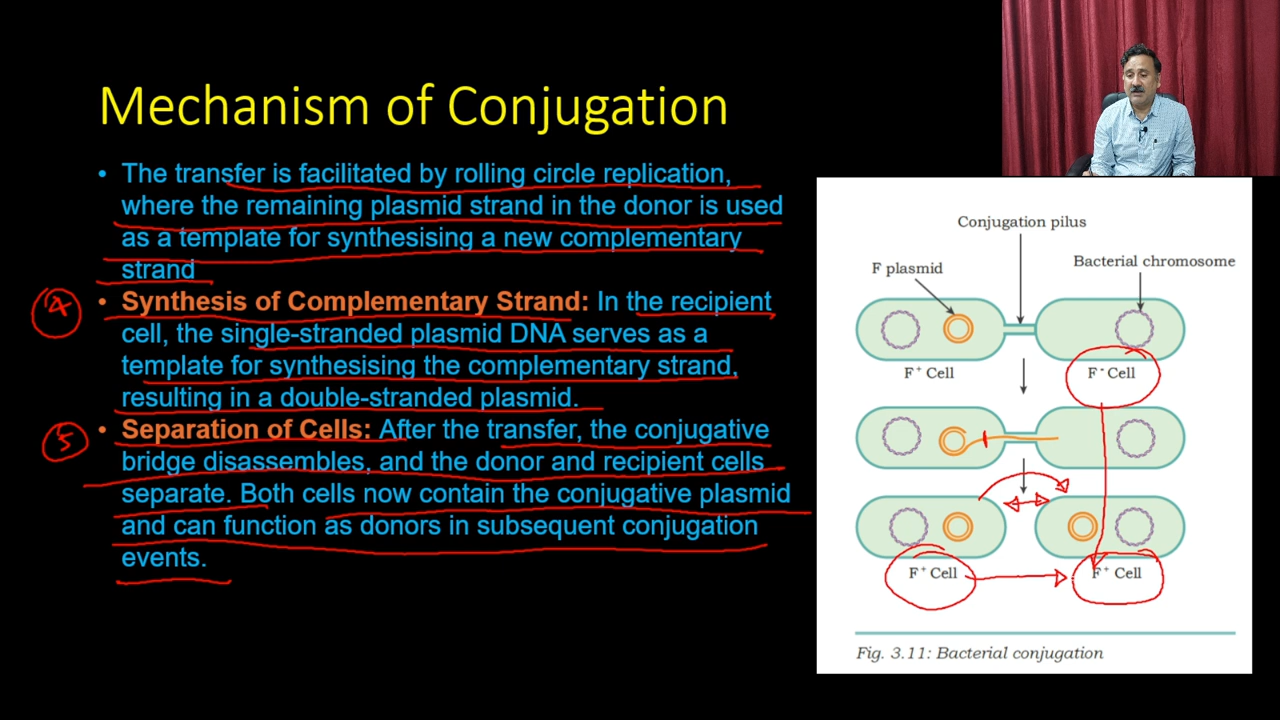 Mechanism of Conjugation
• The transfer is facilitated by rolling circle replication,
where the remaining plasmid strand in the donor is used
as a template for synthesising a new complementary
strand
4
• Synthesis of Complementary Strand: In the recipient
cell, the single-stranded plasmid DNA serves as a
template for synthesising the complementary strand,
resulting in a double-stranded plasmid.
5
• Separation of Cells: After the transfer, the conjugative
bridge disassembles, and the donor and recipient cells
separate. Both cells now contain the conjugative plasmid
and can function as donors in subsequent conjugation
events.
Conjugation pilus
F plasmid
Bacterial chromosome
F⁺ Cell
F⁻ Cell
F⁺ Cell
F⁺ Cell
Fig. 3.11: Bacterial conjugation